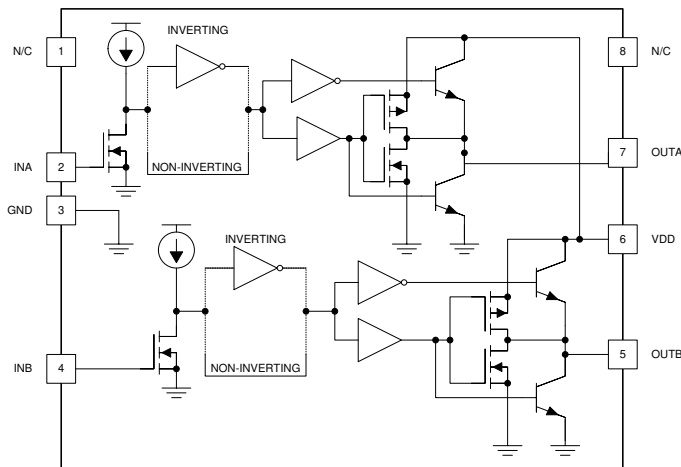 INVERTING
N/C 1
8 N/C
INA 2
NON-INVERTING
7 OUTA
GND 3
INVERTING
6 VDD
INB 4
NON-INVERTING
5 OUTB